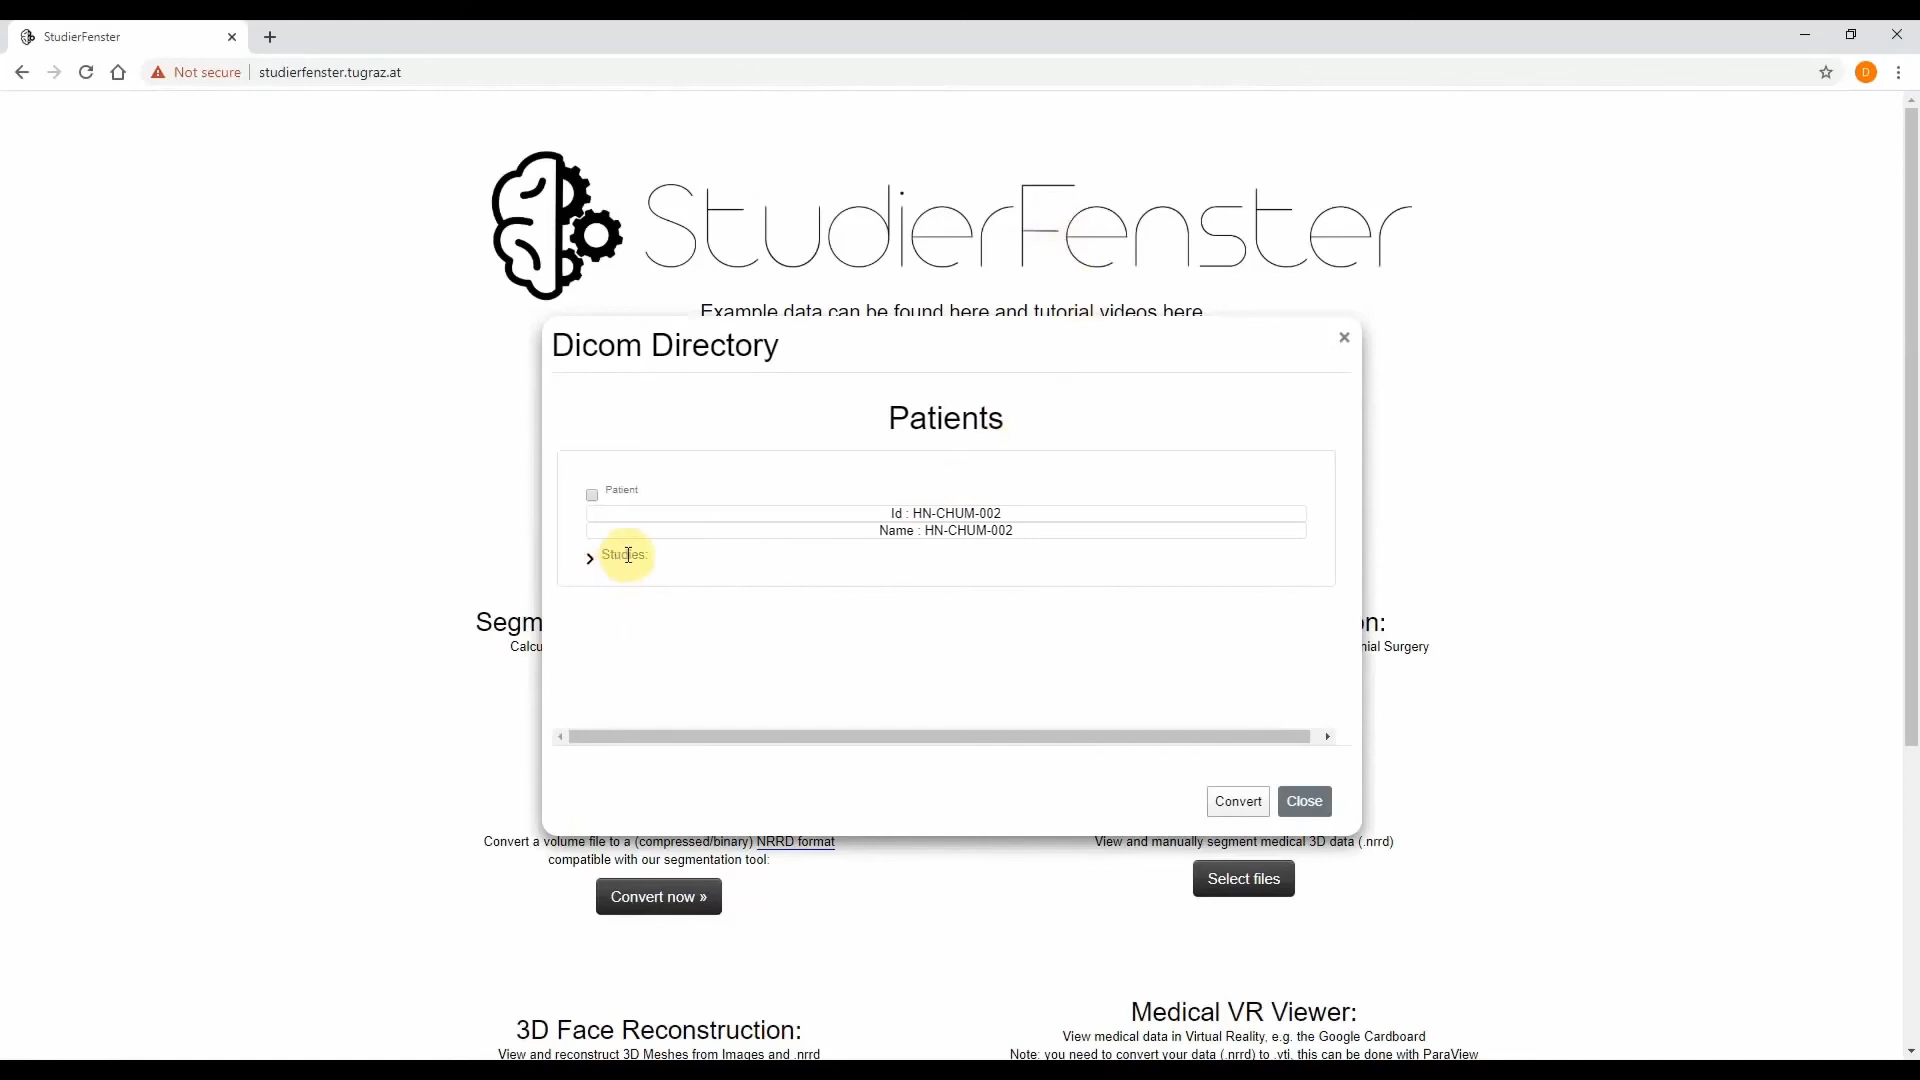 StudierFenster
Not secure
studierfenster.tugraz.at
D
StudierFenster
Example data can be found here and tutorial videos here
Dicom Directory
×
Patients
Patient
Id : HN-CHUM-002
Name : HN-CHUM-002
Studies:
Segm
on:
Calcu
nial Surgery
Convert
Close
Convert a volume file to a (compressed/binary) NRRD format
compatible with our segmentation tool:
Convert now »
View and manually segment medical 3D data (.nrrd)
Select files
3D Face Reconstruction:
View and reconstruct 3D Meshes from Images and .nrrd
Medical VR Viewer:
View medical data in Virtual Reality, e.g. the Google Cardboard
Note: you need to convert your data (.nrrd) to .vti, this can be done with ParaView